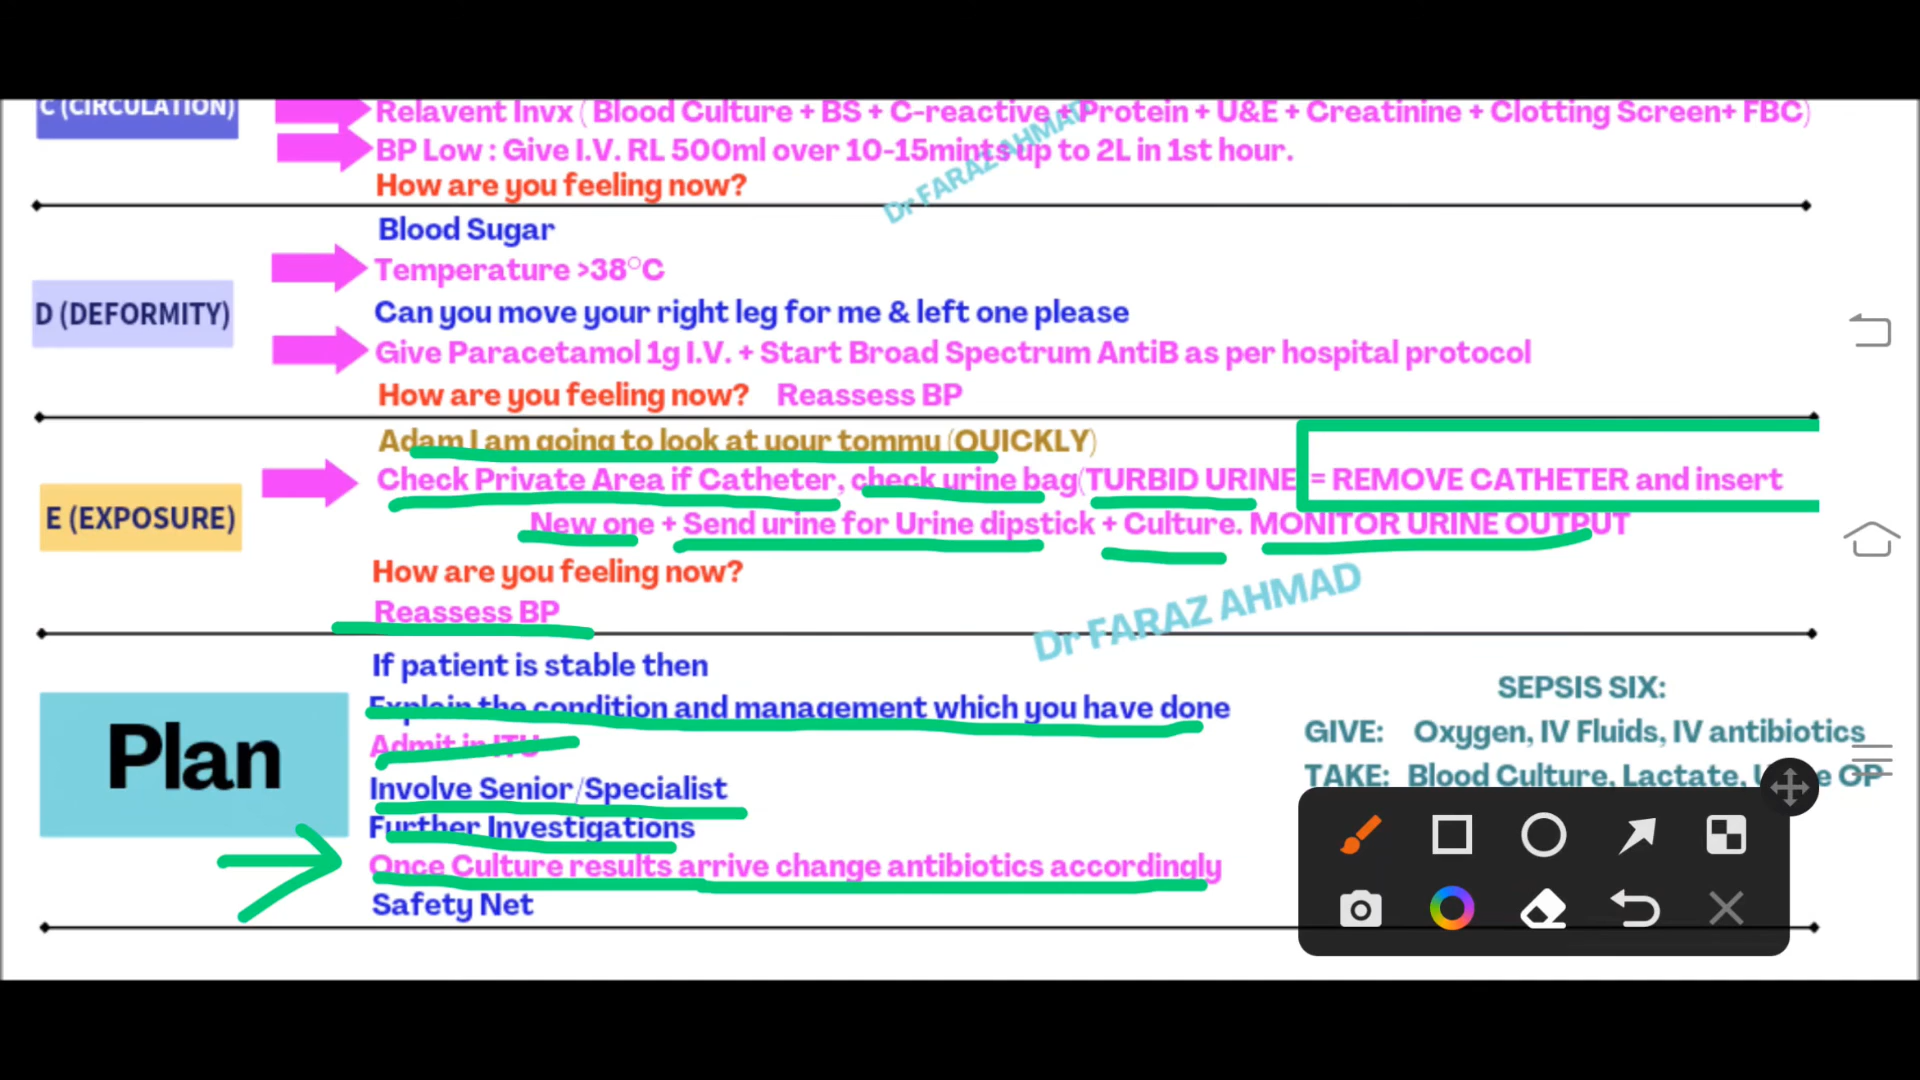 C (CIRCULATION)
Relavent Invx ( Blood Culture + BS + C-reactive + Protein + U&E + Creatinine + Clotting Screen+ FBC)
BP Low : Give I.V. RL 500ml over 10-15mints up to 2L in 1st hour.
How are you feeling now?
Dr FARAZ AHMAD
Blood Sugar
Temperature >38°C
D (DEFORMITY)
Can you move your right leg for me & left one please
Give Paracetamol 1g I.V. + Start Broad Spectrum AntiB as per hospital protocol
How are you feeling now? Reassess BP
Adam I am going to look at your tommy (QUICKLY)
Check Private Area if Catheter, check urine bag(TURBID URINE) = REMOVE CATHETER and insert
E (EXPOSURE)
New one + Send urine for Urine dipstick + Culture. MONITOR URINE OUTPUT
How are you feeling now?
Reassess BP
Dr FARAZ AHMAD
If patient is stable then
Explain the condition and management which you have done
Plan
Admit in ITU
Involve Senior/Specialist
Further Investigations
Once Culture results arrive change antibiotics accordingly
Safety Net
SEPSIS SIX:
GIVE: Oxygen, IV Fluids, IV antibiotics
TAKE: Blood Culture, Lactate, OP